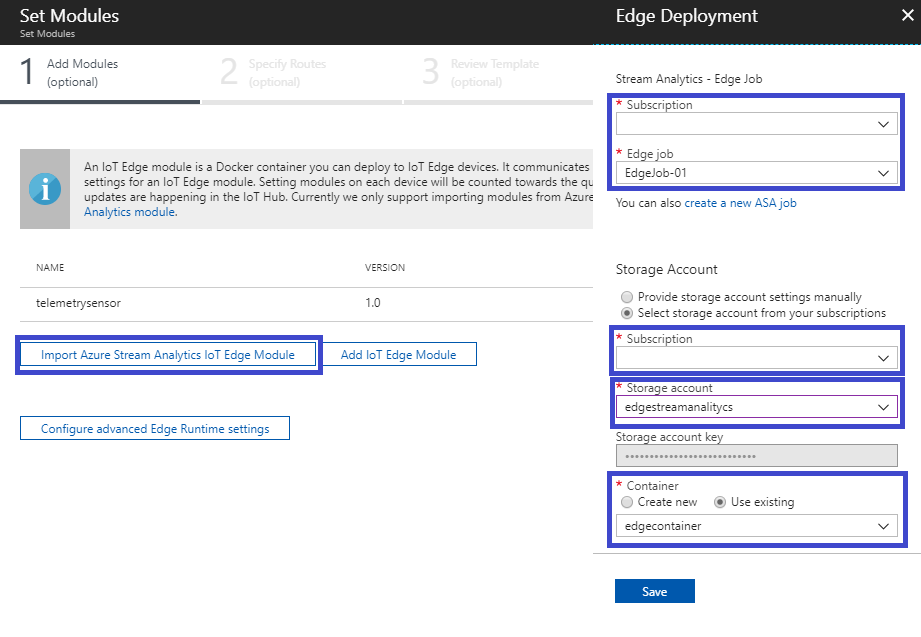 Set Modules
Set Modules
1 Add Modules
(optional)
2 Specify Routes
(optional)
3 Review Template
(optional)
i
An IoT Edge module is a Docker container you can deploy to IoT Edge devices. It communicates
settings for an IoT Edge module. Setting modules on each device will be counted towards the qu
updates are happening in the IoT Hub. Currently we only support importing modules from Azure
Analytics module.
NAME VERSION
telemetrysensor 1.0
Import Azure Stream Analytics IoT Edge Module Add IoT Edge Module
Configure advanced Edge Runtime settings
Edge Deployment
Stream Analytics - Edge Job
* Subscription
* Edge job
EdgeJob-01
You can also create a new ASA job
Storage Account
Provide storage account settings manually
Select storage account from your subscriptions
* Subscription
* Storage account
edgestreamanalitycs
Storage account key
* Container
Create new Use existing
edgecontainer
Save